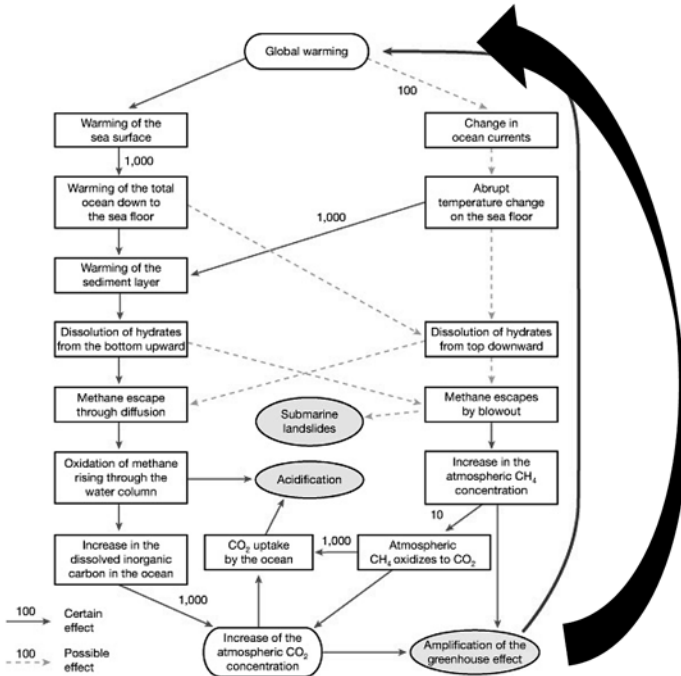 Global warming
100
Warming of the
sea surface
Change in
ocean currents
1,000
Warming of the total
ocean down to
the sea floor
1,000
Abrupt
temperature change
on the sea floor
Warming of the
sediment layer
Dissolution of hydrates
from the bottom upward
Dissolution of hydrates
from top downward
Methane escape
through diffusion
Submarine
landslides
Methane escapes
by blowout
Oxidation of methane
rising through the
water column
Acidification
Increase in the
atmospheric CH₄
concentration
10
Increase in the
dissolved inorganic
carbon in the ocean
CO₂ uptake
by the ocean
1,000
Atmospheric
CH₄ oxidizes to CO₂
1,000
100
Certain
effect
100
Possible
effect
Increase of the
atmospheric CO₂
concentration
Amplification of the
greenhouse effect